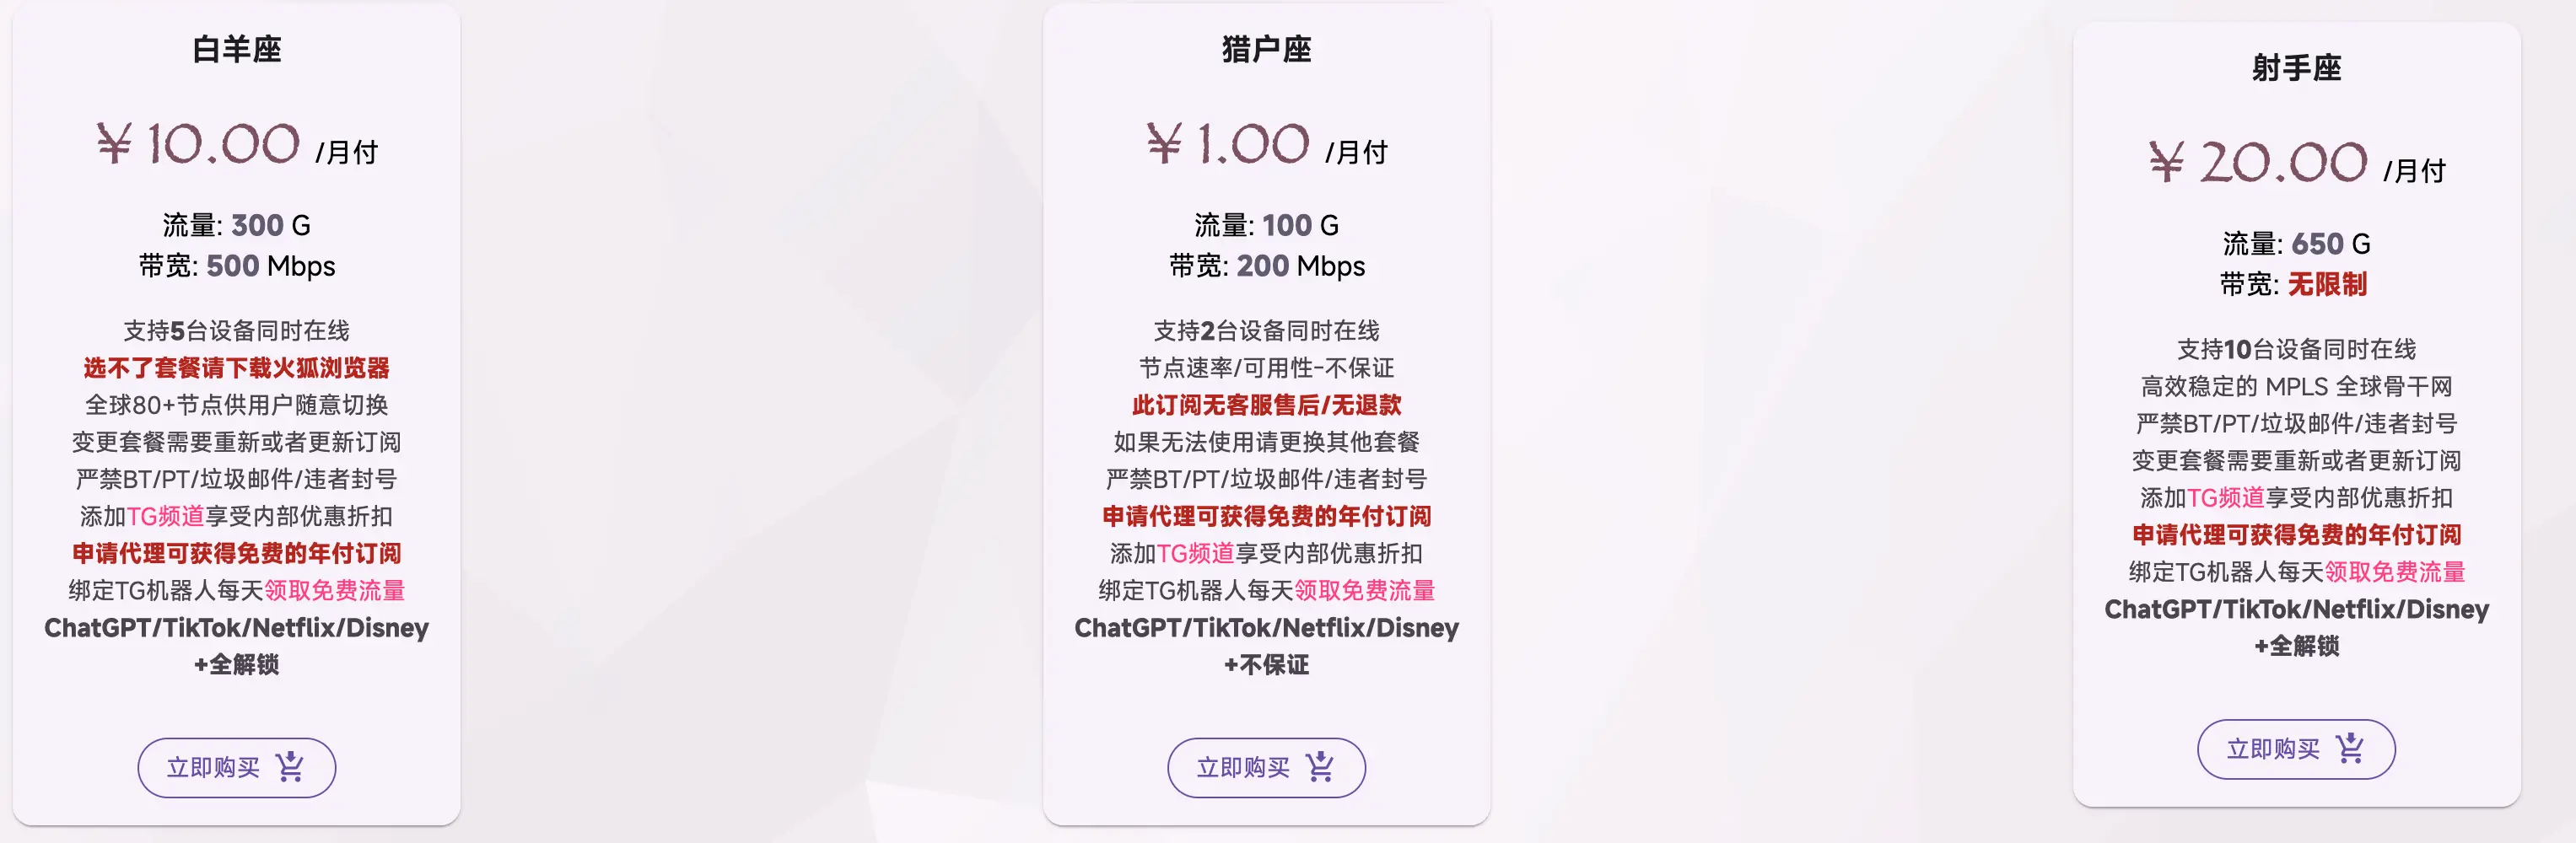 白羊座
¥10.00 /月付
流量: 300 G
带宽: 500 Mbps
支持5台设备同时在线
选不了套餐请下载火狐浏览器
全球80+节点供用户随意切换
变更套餐需要重新或者更新订阅
严禁BT/PT/垃圾邮件/违者封号
添加TG频道享受内部优惠折扣
申请代理可获得免费的年付订阅
绑定TG机器人每天领取免费流量
ChatGPT/TikTok/Netflix/Disney
+全解锁
立即购买
猎户座
¥1.00 /月付
流量: 100 G
带宽: 200 Mbps
支持2台设备同时在线
节点速率/可用性-不保证
此订阅无客服售后/无退款
如果无法使用请更换其他套餐
严禁BT/PT/垃圾邮件/违者封号
申请代理可获得免费的年付订阅
添加TG频道享受内部优惠折扣
绑定TG机器人每天领取免费流量
ChatGPT/TikTok/Netflix/Disney
+不保证
立即购买
射手座
¥20.00 /月付
流量: 650 G
带宽: 无限制
支持10台设备同时在线
高效稳定的 MPLS 全球骨干网
严禁BT/PT/垃圾邮件/违者封号
变更套餐需要重新或者更新订阅
添加TG频道享受内部优惠折扣
申请代理可获得免费的年付订阅
绑定TG机器人每天领取免费流量
ChatGPT/TikTok/Netflix/Disney
+全解锁
立即购买